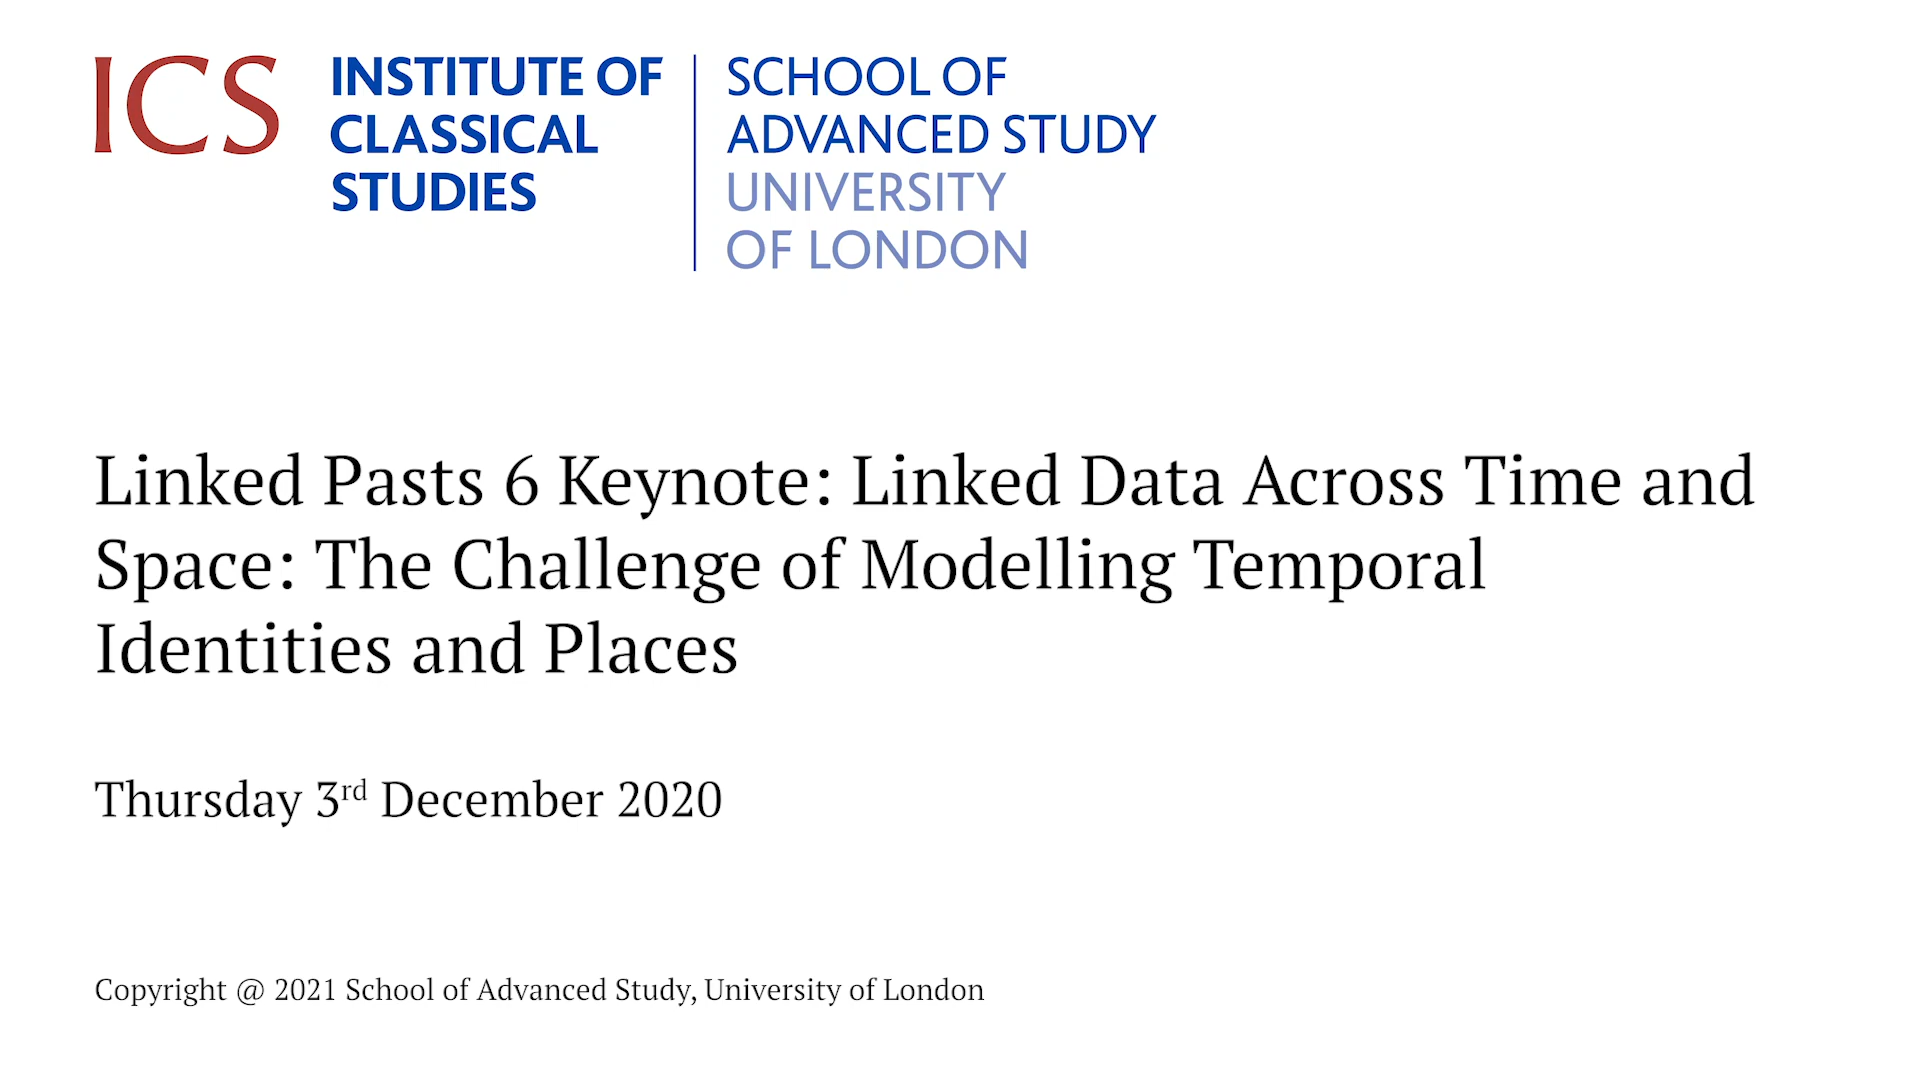 ICS
INSTITUTE OF
CLASSICAL
STUDIES
SCHOOL OF
ADVANCED STUDY
UNIVERSITY
OF LONDON
Linked Pasts 6 Keynote: Linked Data Across Time and
Space: The Challenge of Modelling Temporal
Identities and Places
Thursday 3rd December 2020
Copyright @ 2021 School of Advanced Study, University of London